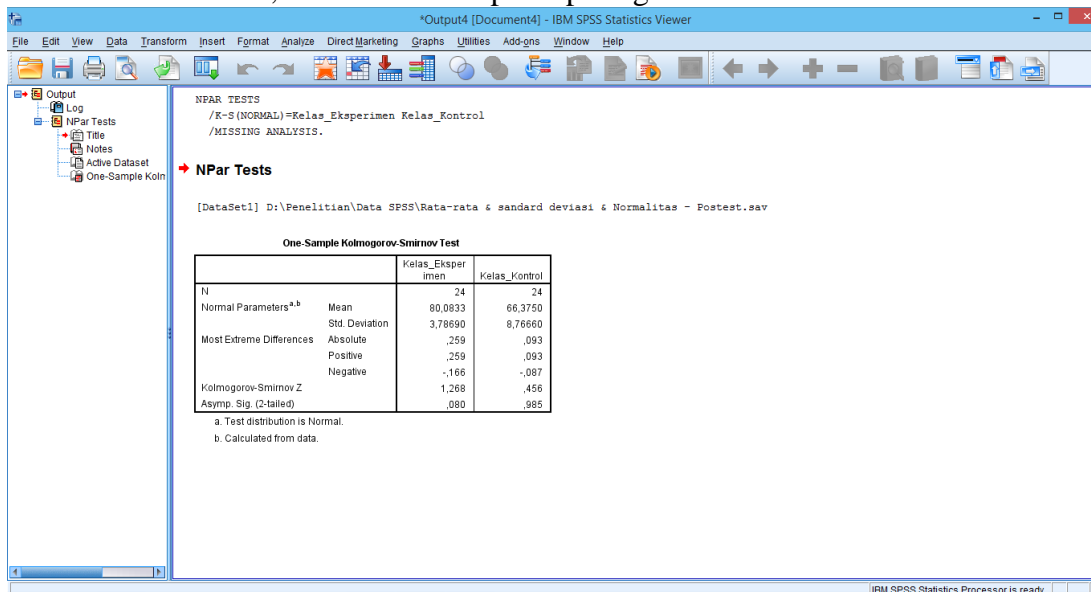 *Output4 [Document4] - IBM SPSS Statistics Viewer
File Edit View Data Transform Insert Format Analyze Direct Marketing Graphs Utilities Add-ons Window Help
Output
Log
NPar Tests
Title
Notes
Active Dataset
One-Sample Kolm
NPAR TESTS
/K-S(NORMAL)=Kelas_Eksperimen Kelas_Kontrol
/MISSING ANALYSIS.
NPar Tests
[DataSet1] D:\Penelitian\Data SPSS\Rata-rata & sandard deviasi & Normalitas - Postest.sav
One-Sample Kolmogorov-Smirnov Test
Kelas_Eksper
imen Kelas_Kontrol
N 24 24
Normal Parameters a,b Mean 80,0833 66,3750
Std. Deviation 3,78690 8,76660
Most Extreme Differences Absolute ,259 ,093
Positive ,259 ,093
Negative -,166 -,087
Kolmogorov-Smirnov Z 1,268 ,456
Asymp. Sig. (2-tailed) ,080 ,985
a. Test distribution is Normal.
b. Calculated from data.
IBM SPSS Statistics Processor is ready